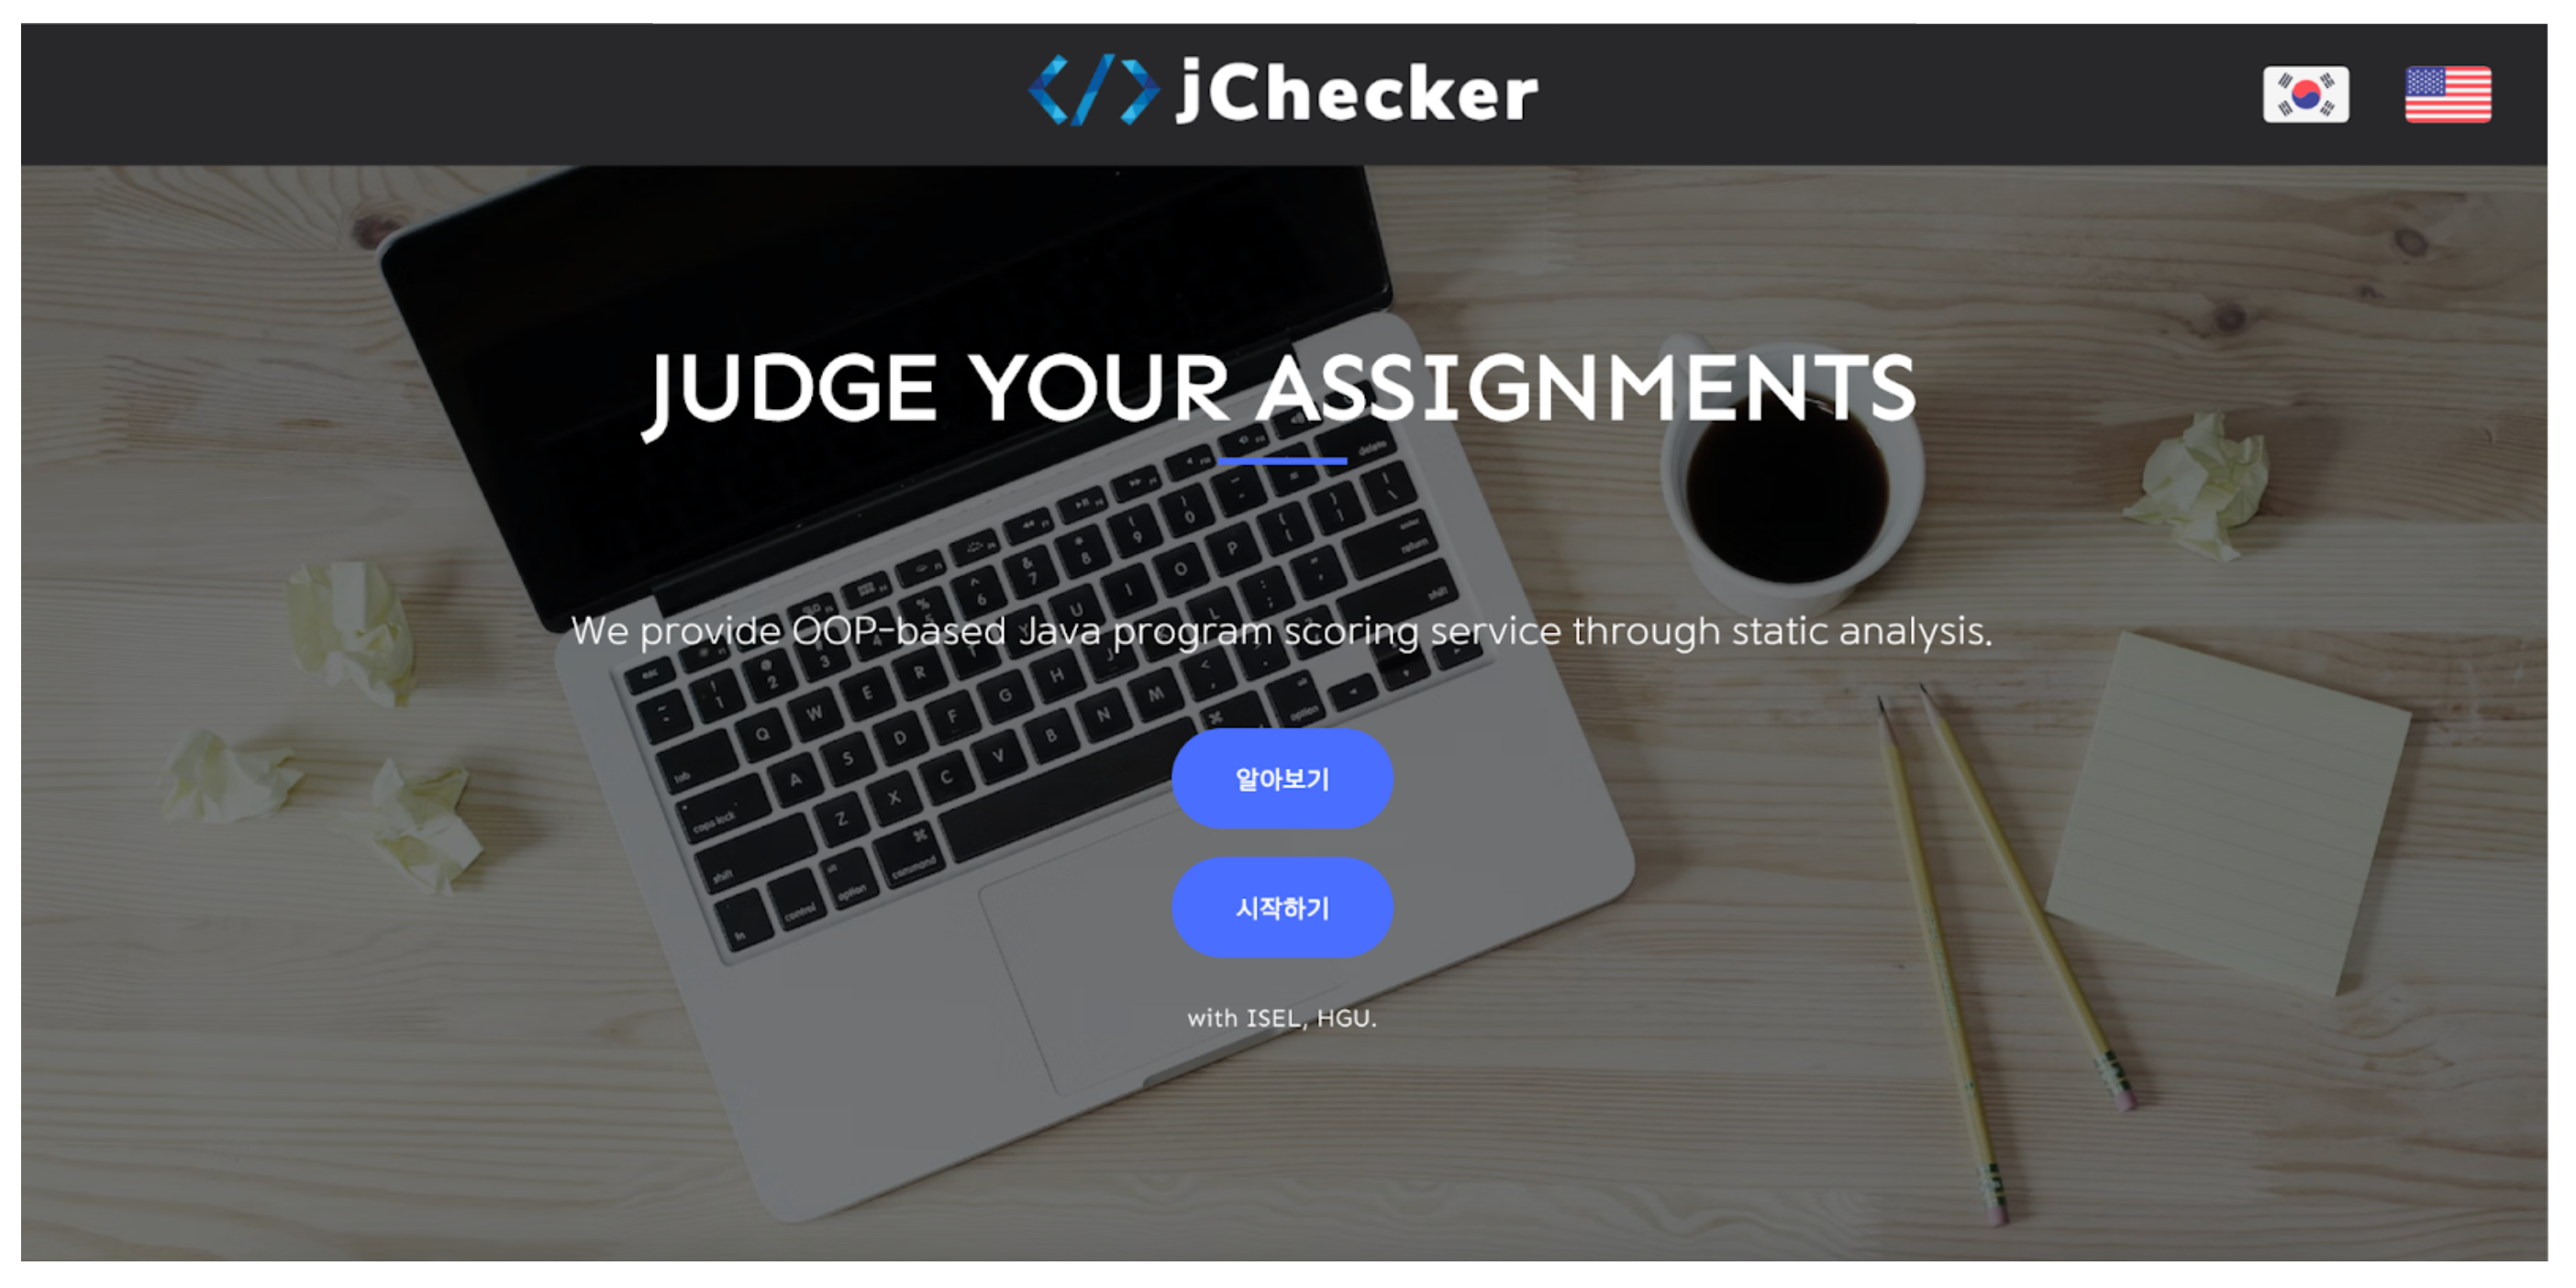 </> jChecker
JUDGE YOUR ASSIGNMENTS
We provide OOP-based Java program scoring service through static analysis.
알아보기
시작하기
with ISEL, HGU.